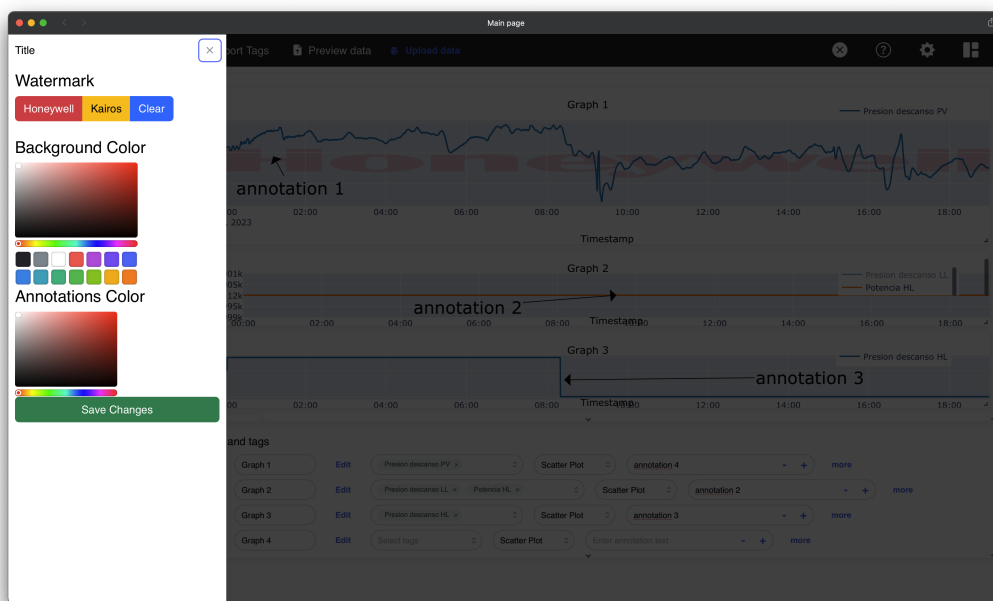 Main page
Title
port Tags Preview data Upload data
Watermark
Honeywell Kairos Clear
Background Color
Annotations Color
Save Changes
Graph 1
Presion descanso PV
Honeywell
annotation 1
00 02:00 04:00 06:00 08:00 10:00 12:00 14:00 16:00 18:00
2023
Timestamp
Graph 2
Presion descanso LL
Potencia HL
01k
05k
12k
95k
99k
annotation 2
00:00 02:00 04:00 06:00 08:00 12:00 14:00 16:00 18:00
Timestamp
Graph 3
Presion descanso HL
annotation 3
00 02:00 04:00 06:00 08:00 12:00 14:00 16:00 18:00
Timestamp
and tags
Graph 1 Edit Presion descanso PV × Scatter Plot annotation 4 - + more
Graph 2 Edit Presion descanso LL × Potencia HL × Scatter Plot annotation 2 - + more
Graph 3 Edit Presion descanso HL × Scatter Plot annotation 3 - + more
Graph 4 Edit Select tags Scatter Plot Enter annotation text - + more